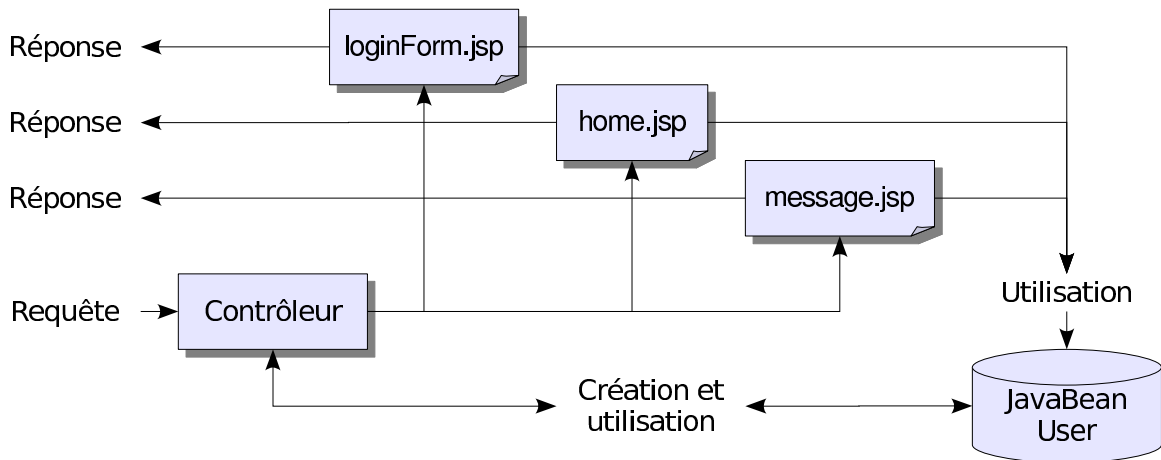 Réponse
loginForm.jsp
Réponse
home.jsp
Réponse
message.jsp
Requête
Contrôleur
Utilisation
Création et
utilisation
JavaBean
User